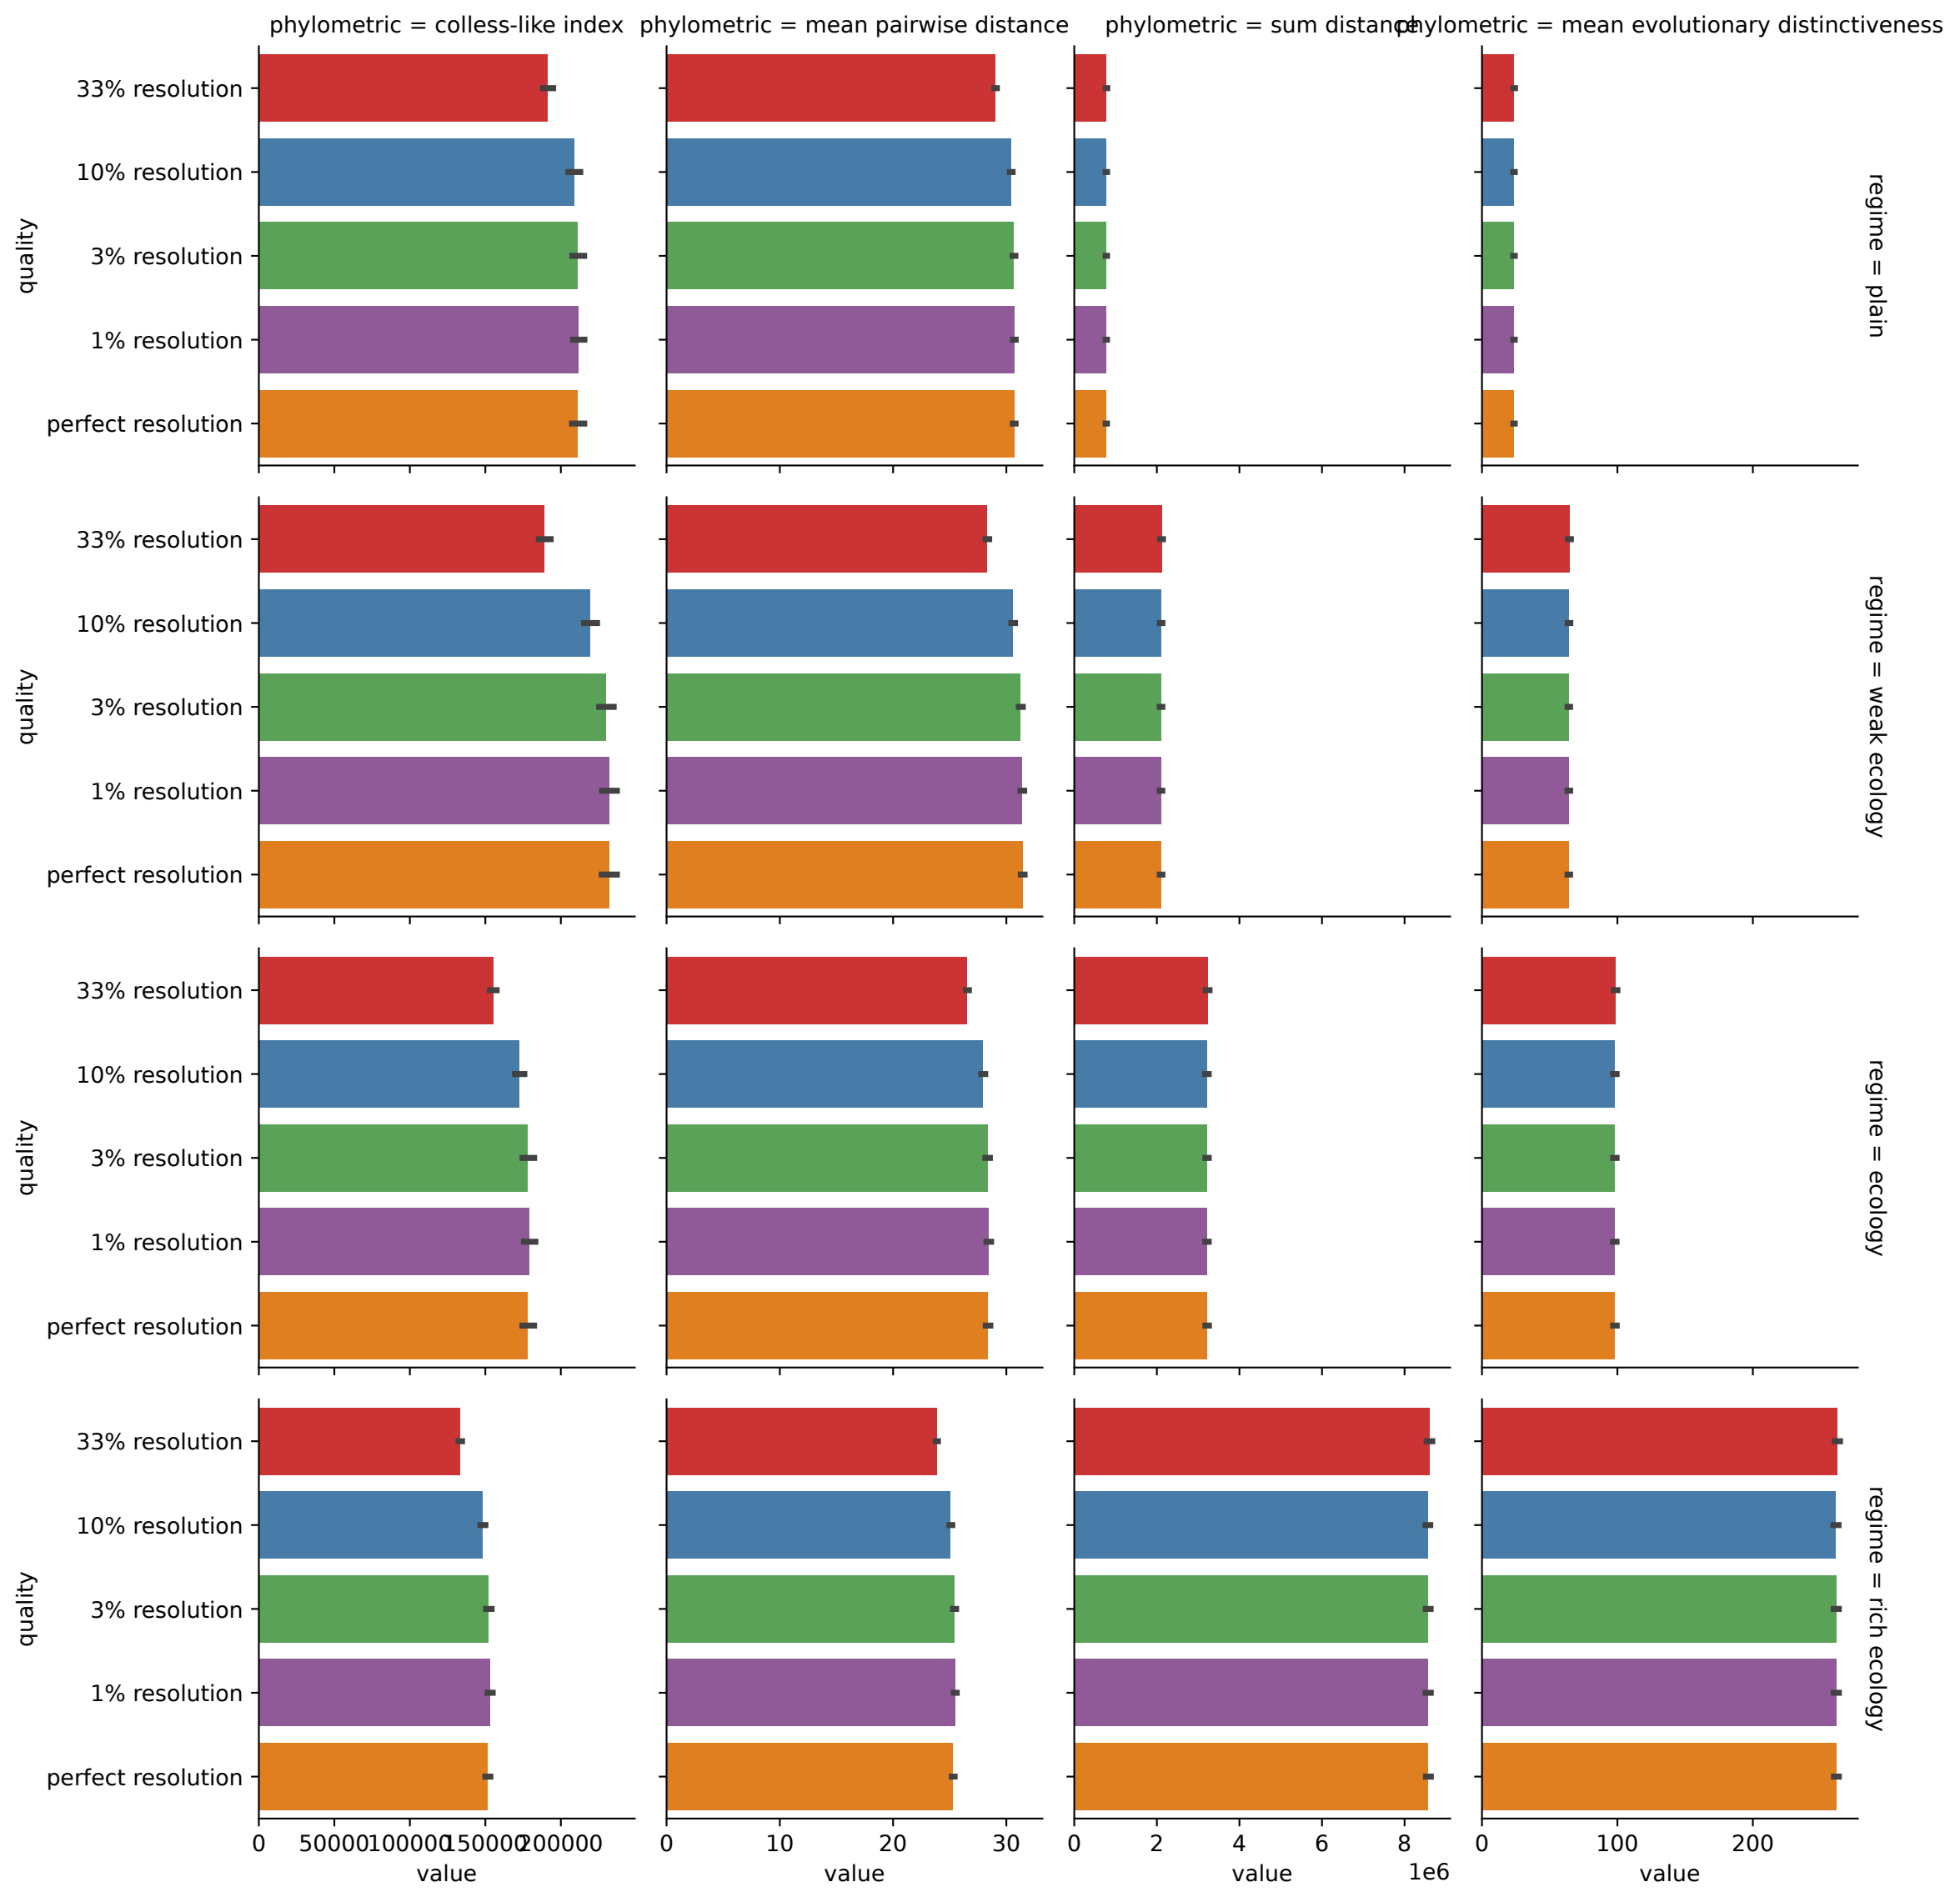 phylometric = colless-like index
phylometric = mean pairwise distance
phylometric = sum distance
phylometric = mean evolutionary distinctiveness
quality
33% resolution
10% resolution
3% resolution
1% resolution
perfect resolution
regime = plain
quality
33% resolution
10% resolution
3% resolution
1% resolution
perfect resolution
regime = weak ecology
quality
33% resolution
10% resolution
3% resolution
1% resolution
perfect resolution
regime = ecology
quality
33% resolution
10% resolution
3% resolution
1% resolution
perfect resolution
regime = rich ecology
0 50000 100000 150000 200000
value
0 10 20 30
value
0 2 4 6 8
1e6
value
0 100 200
value